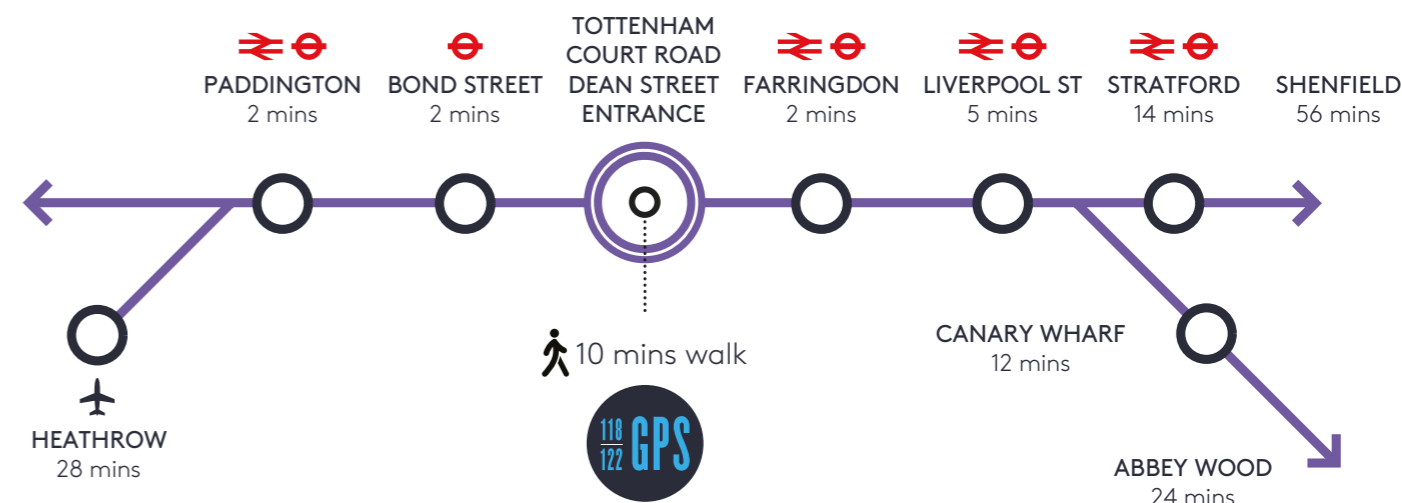 PADDINGTON
2 mins
BOND STREET
2 mins
TOTTENHAM
COURT ROAD
DEAN STREET
ENTRANCE
FARRINGDON
2 mins
LIVERPOOL ST
5 mins
STRATFORD
14 mins
SHENFIELD
56 mins
HEATHROW
28 mins
10 mins walk
118
122
GPS
CANARY WHARF
12 mins
ABBEY WOOD
24 mins